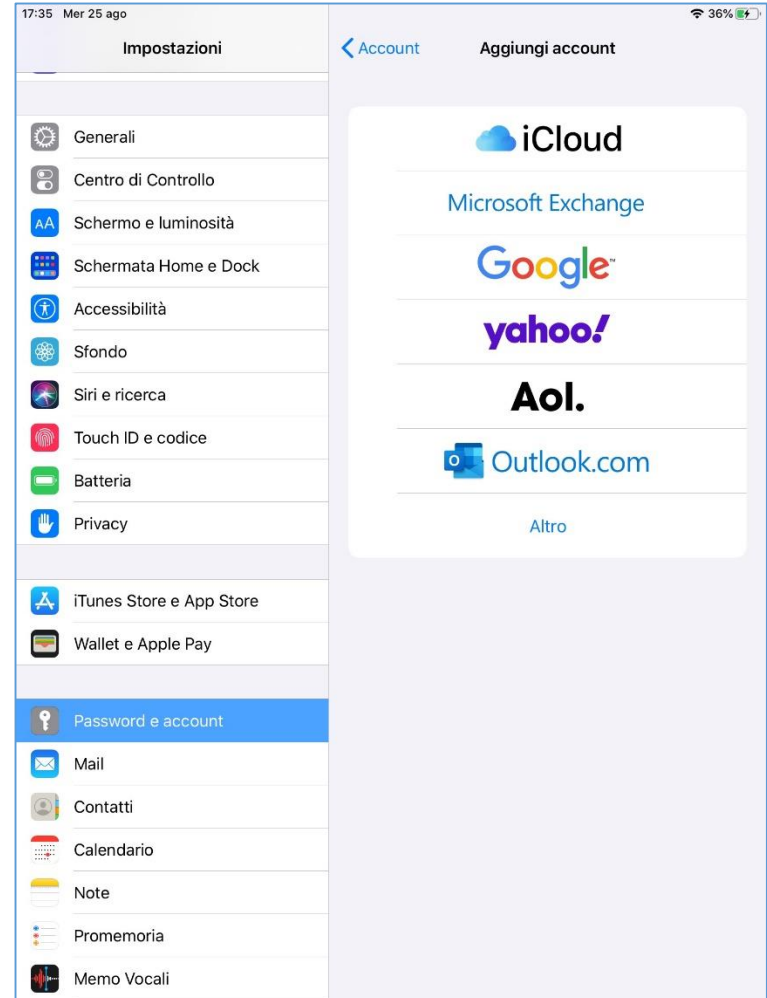 17:35 Mer 25 ago
36%
Impostazioni
Account
Aggiungi account
Generali
Centro di Controllo
AA Schermo e luminosità
Schermata Home e Dock
Accessibilità
Sfondo
Siri e ricerca
Touch ID e codice
Batteria
Privacy
iTunes Store e App Store
Wallet e Apple Pay
Password e account
Mail
Contatti
Calendario
Note
Promemoria
Memo Vocali
iCloud
Microsoft Exchange
Google™
yahoo!
Aol.
Outlook.com
Altro